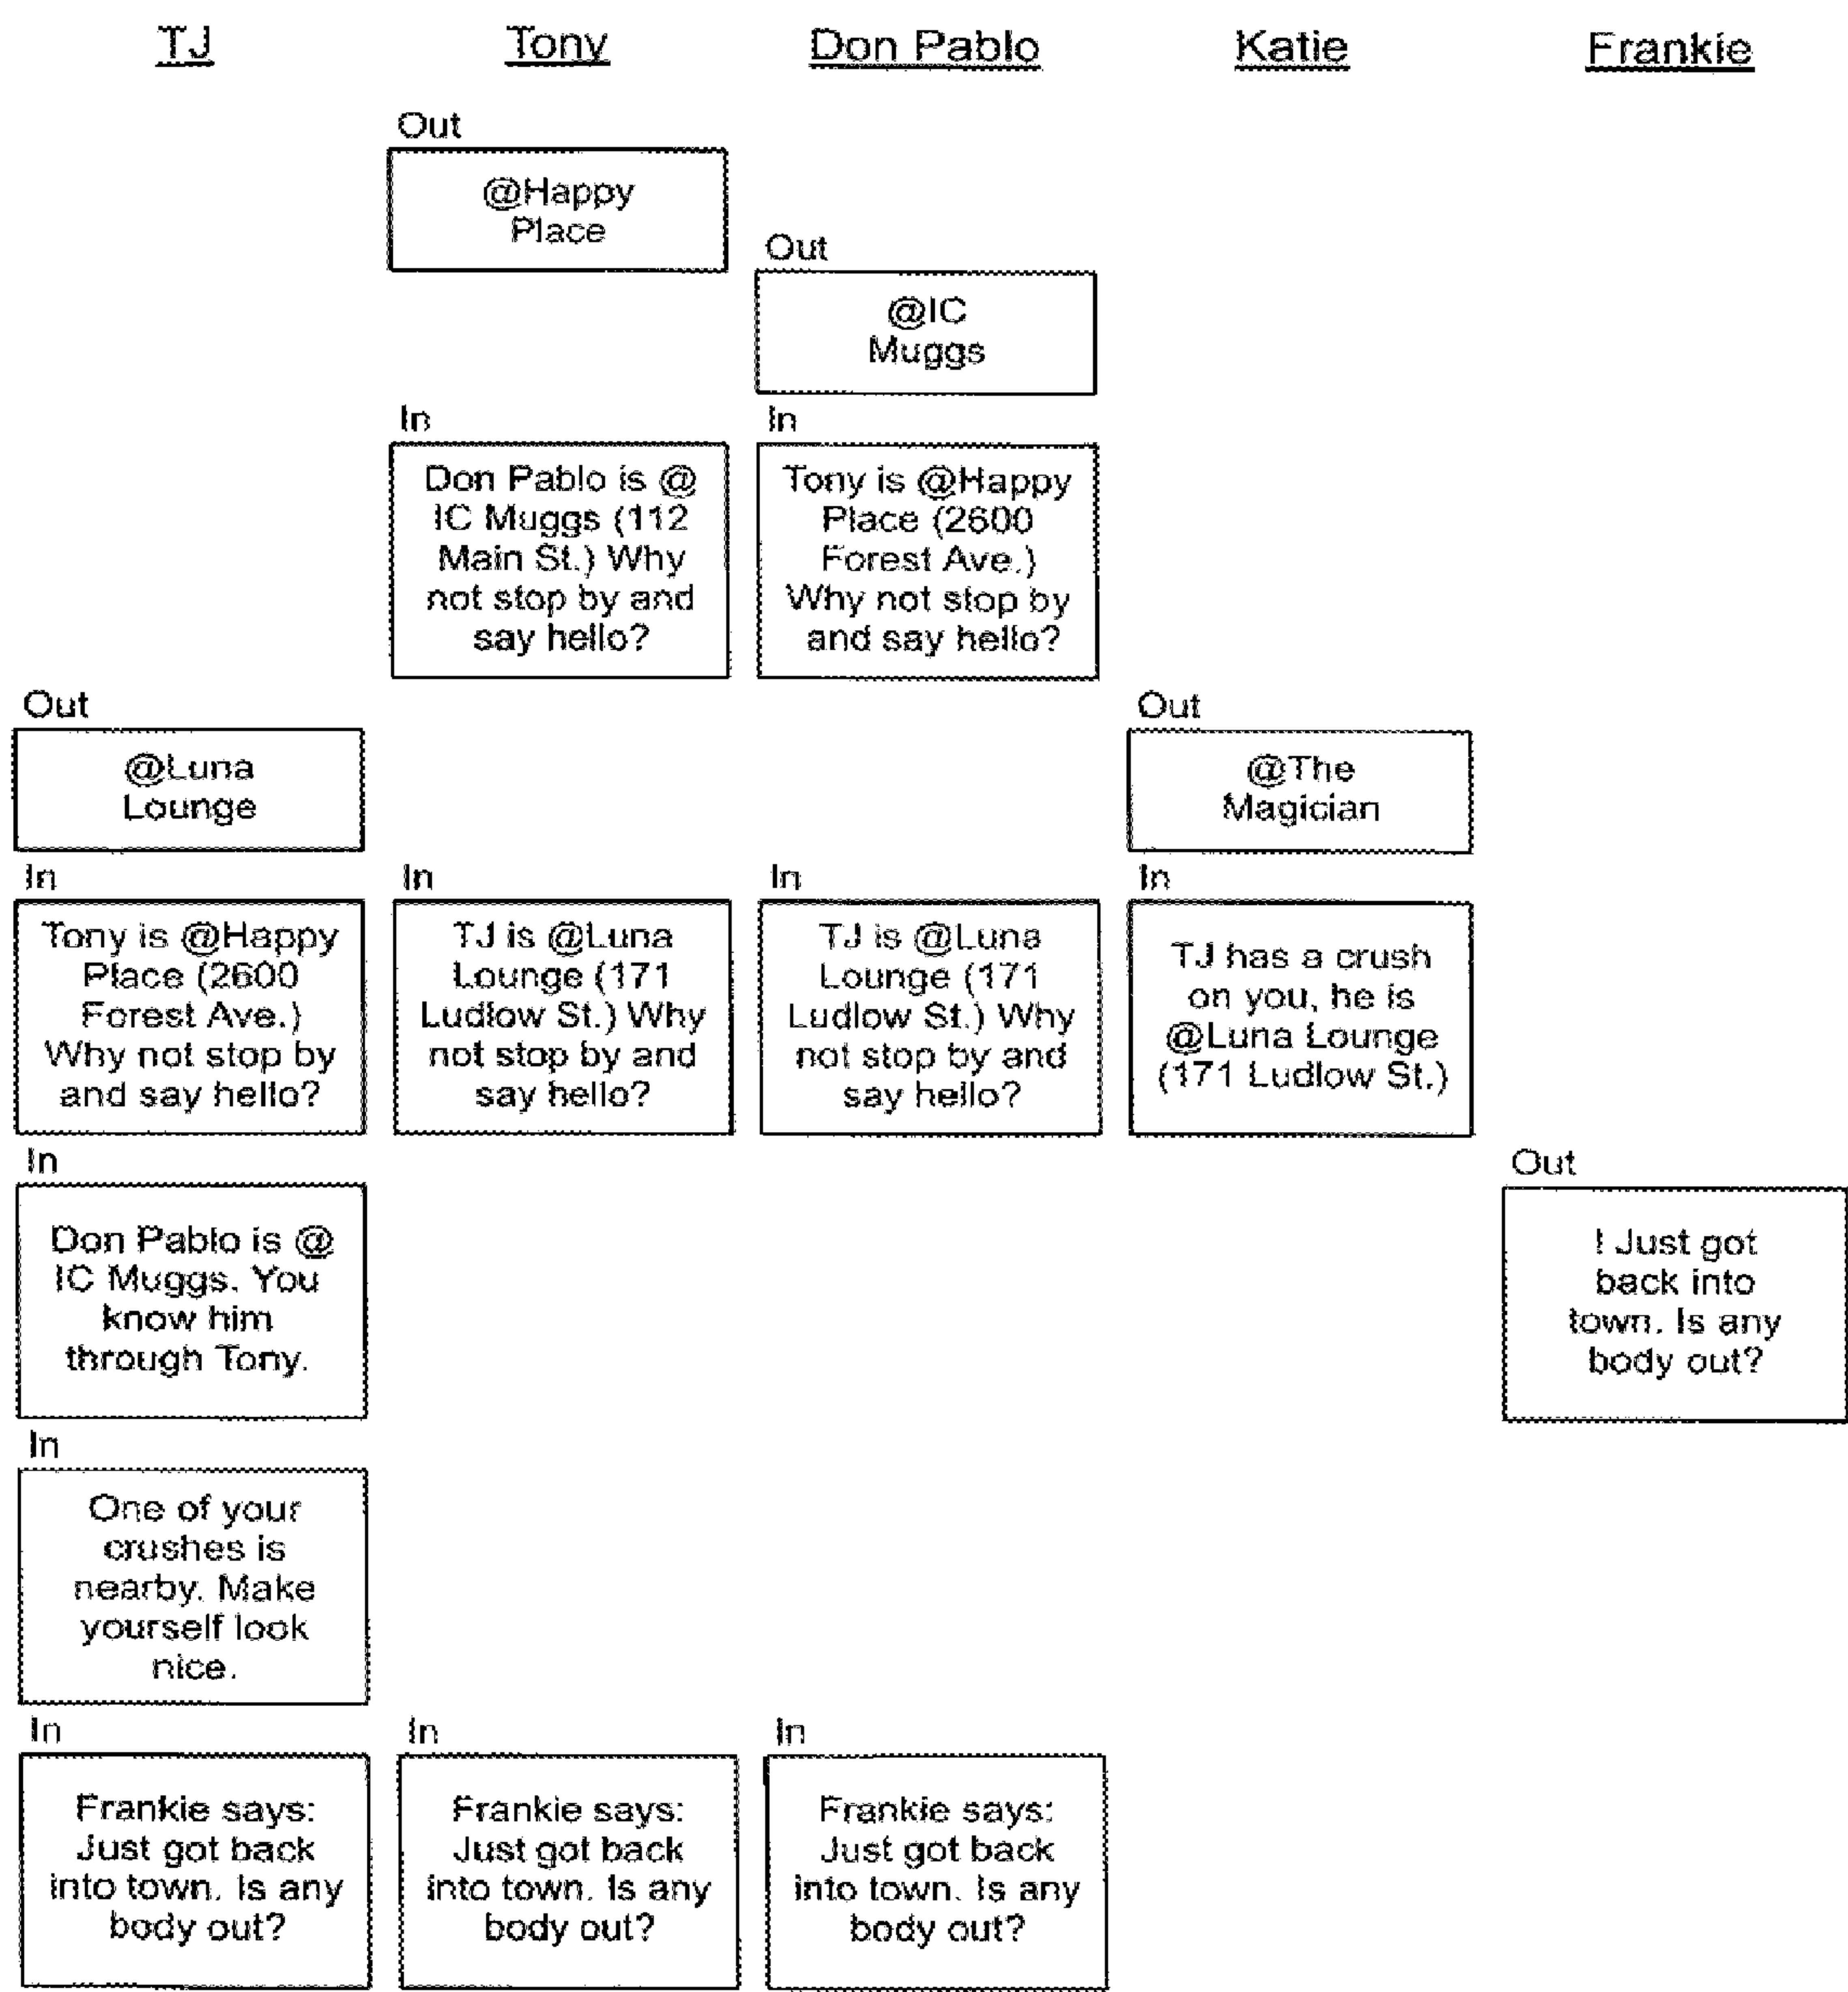 TJ
Tony
Don Pablo
Katie
Frankie
Out
@Happy
Place
Out
@IC
Muggs
In
Don Pablo is @
IC Muggs (112
Main St.) Why
not stop by and
say hello?
In
Tony is @Happy
Place (2600
Forest Ave.)
Why not stop by
and say hello?
Out
@Luna
Lounge
Out
@The
Magician
In
Tony is @Happy
Place (2600
Forest Ave.)
Why not stop by
and say hello?
In
TJ is @Luna
Lounge (171
Ludlow St.) Why
not stop by and
say hello?
In
TJ is @Luna
Lounge (171
Ludlow St.) Why
not stop by and
say hello?
In
TJ has a crush
on you, he is
@Luna Lounge
(171 Ludlow St.)
In
Don Pablo is @
IC Muggs. You
know him
through Tony.
Out
! Just got
back into
town. Is any
body out?
In
One of your
crushes is
nearby. Make
yourself look
nice.
In
Frankie says:
Just got back
into town. Is any
body out?
In
Frankie says:
Just got back
into town. Is any
body out?
In
Frankie says:
Just got back
into town. Is any
body out?